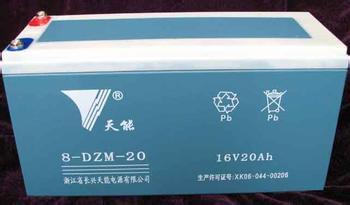 ®
天能
Pb
Pb
8-DZM-20
16V20Ah
浙江省长兴天能电源有限公司
生产许可证号:XK06-044-00206